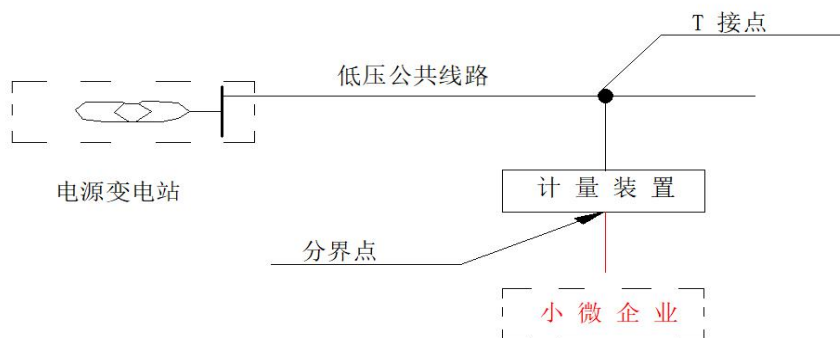 T 接点
低压公共线路
电源变电站
计 量 装 置
分界点
小 微 企 业